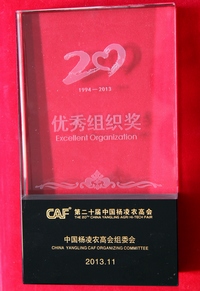 20
1994-2013
优秀组织奖
Excellent Organization
CAF 第二十届中国杨凌农高会
THE 20TH CHINA YANGLING AGRI HI-TECH FAIR
中国杨凌农高会组委会
CHINA YANGLING CAF ORGANIZING COMMITTEE
2013.11